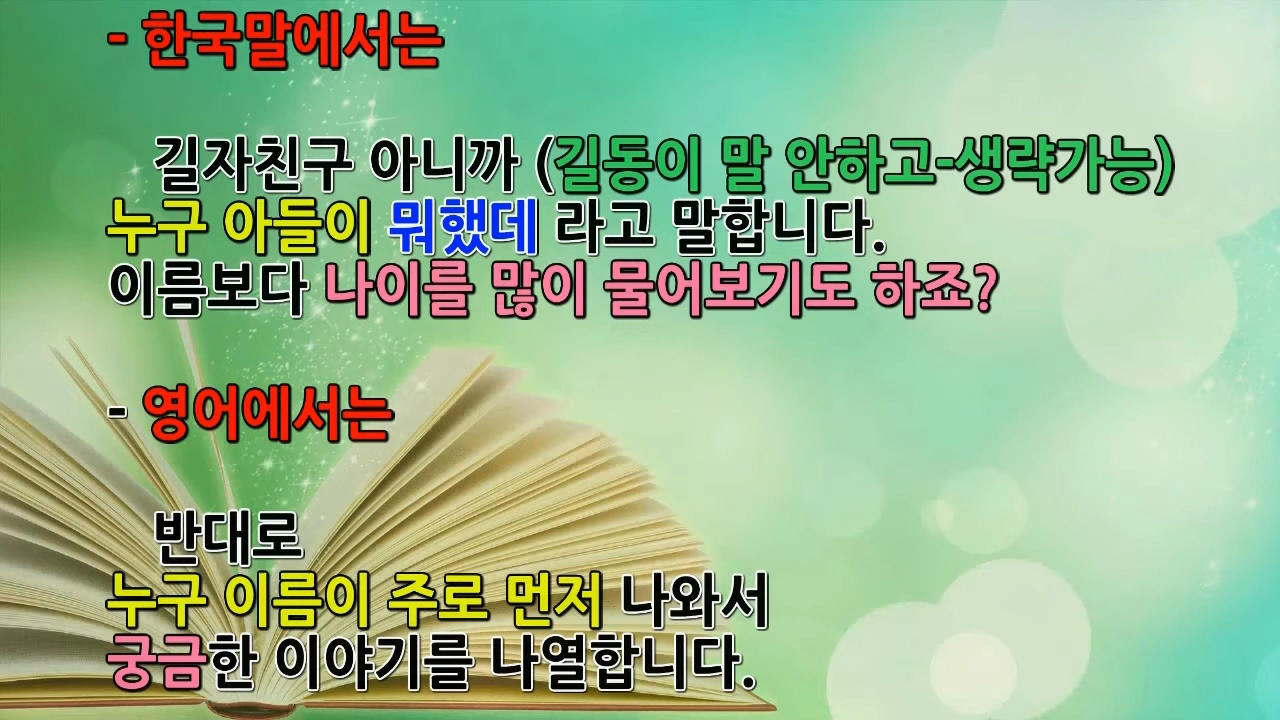 - 한국말에서는
길자친구 아니까 (길동이 말 안하고-생략가능)
누구 아들이 뭐했데 라고 말합니다.
이름보다 나이를 많이 물어보기도 하죠?
- 영어에서는
반대로
누구 이름이 주로 먼저 나와서
궁금한 이야기를 나열합니다.